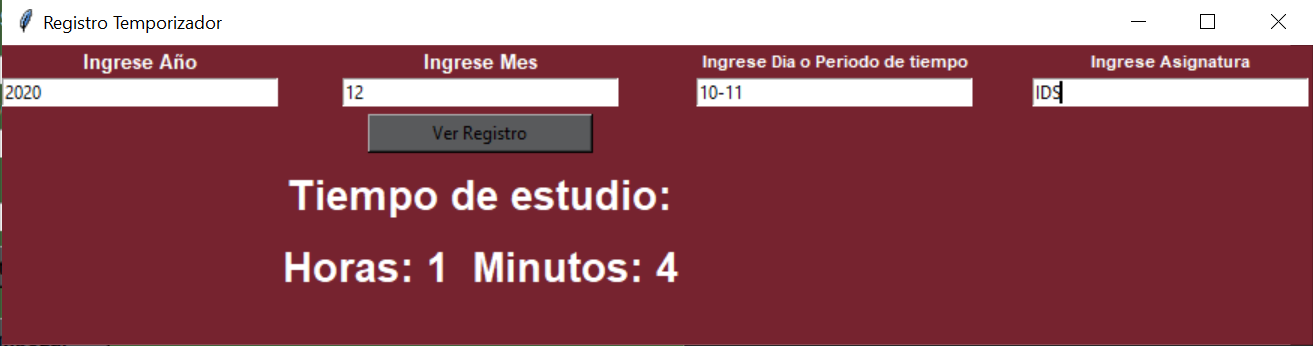 Registro Temporizador
Ingrese Año Ingrese Mes Ingrese Dia o Periodo de tiempo Ingrese Asignatura
2020 12 10-11 IDS
Ver Registro
Tiempo de estudio:
Horas: 1 Minutos: 4